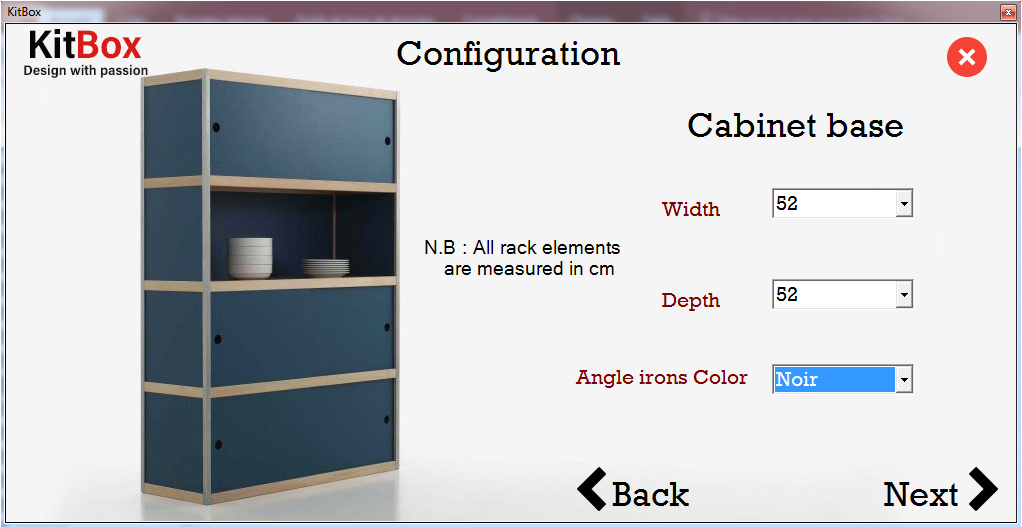 KitBox
KitBox
Design with passion
Configuration
Cabinet base
Width
52
N.B : All rack elements
are measured in cm
Depth
52
Angle irons Color
Noir
Back
Next